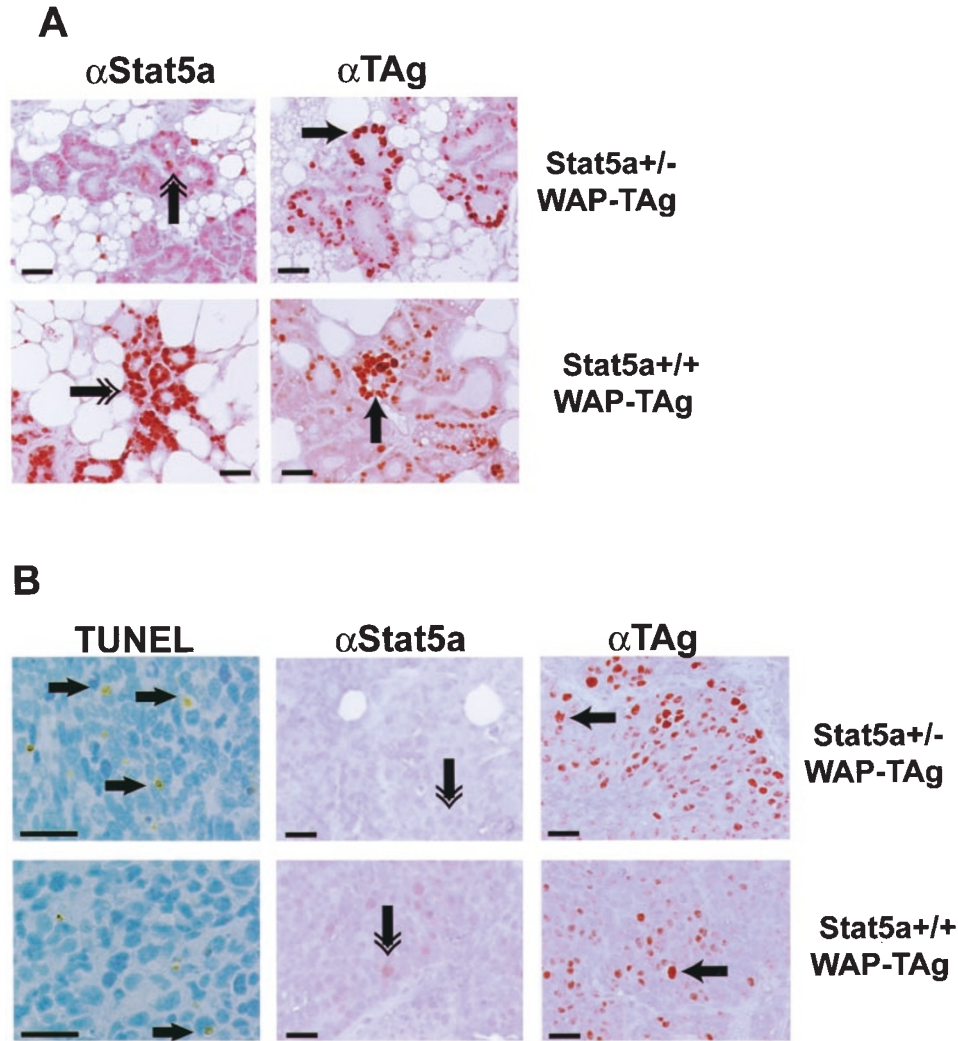 A
αStat5a
αTAg
Stat5a+/-
WAP-TAg
Stat5a+/+
WAP-TAg
B
TUNEL
αStat5a
αTAg
Stat5a+/-
WAP-TAg
Stat5a+/+
WAP-TAg